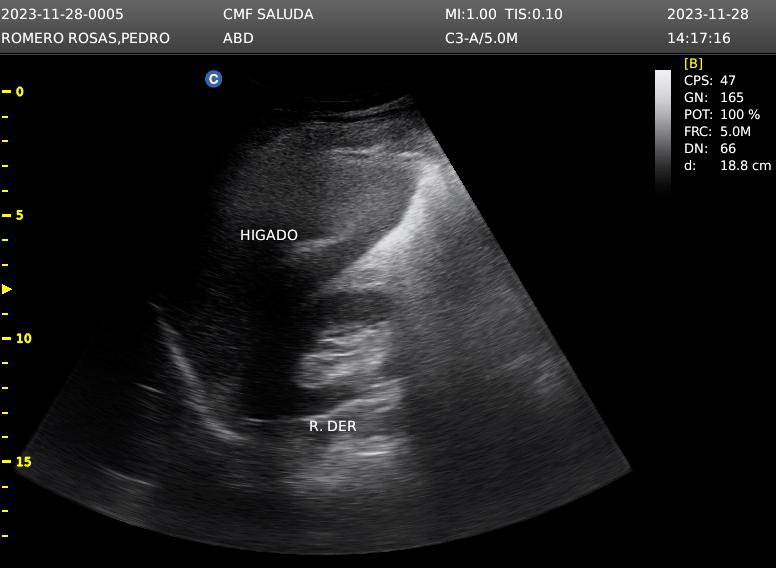 2023-11-28-0005 CMF SALUDA MI:1.00 TIS:0.10 2023-11-28
ROMERO ROSAS,PEDRO ABD C3-A/5.0M 14:17:16
[B]
C
CPS: 47
0
GN: 165
POT: 100 %
FRC: 5.0M
DN: 66
d: 18.8 cm
5
HIGADO
10
R. DER
15